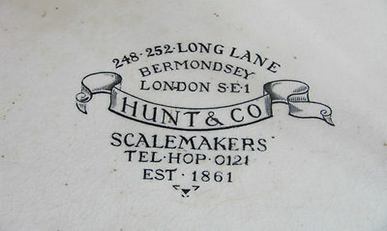 248·252·LONG LANE
BERMONDSEY
LONDON S·E·1
HUNT & CO
SCALEMAKERS
TEL·HOP·0121
EST·1861